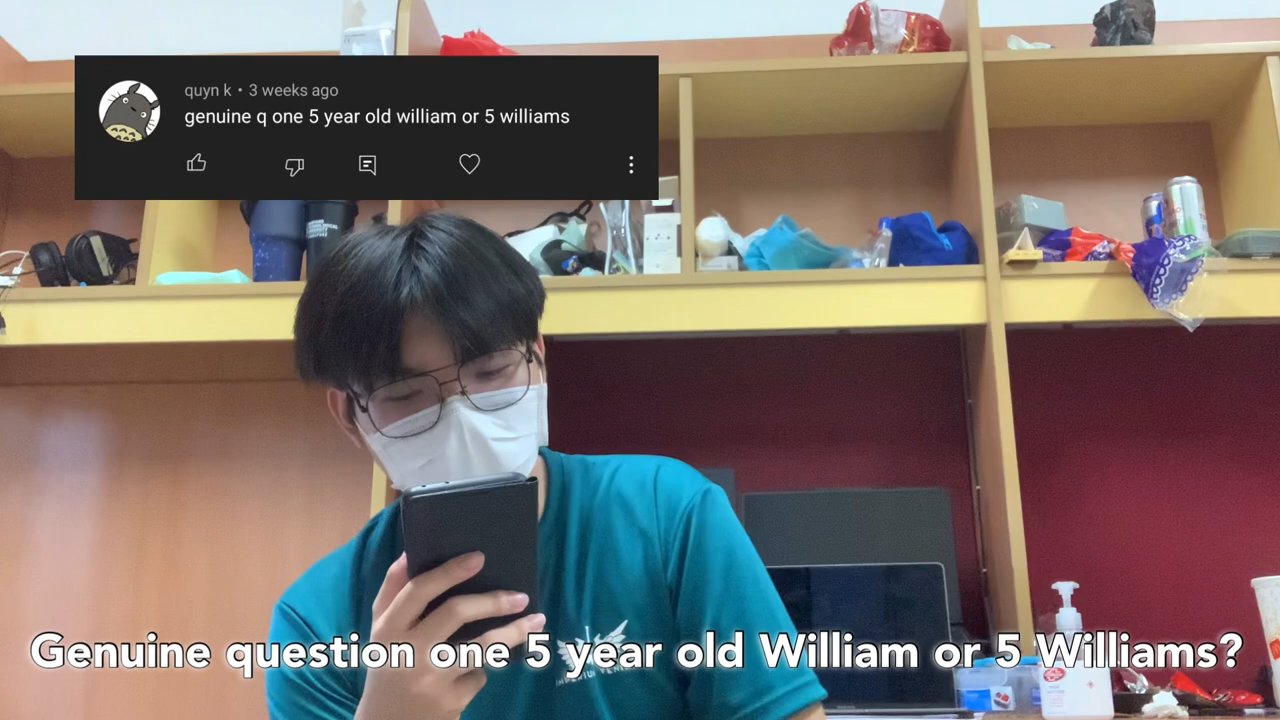 quyn k • 3 weeks ago
genuine q one 5 year old william or 5 williams
Genuine question one 5 year old William or 5 Williams?